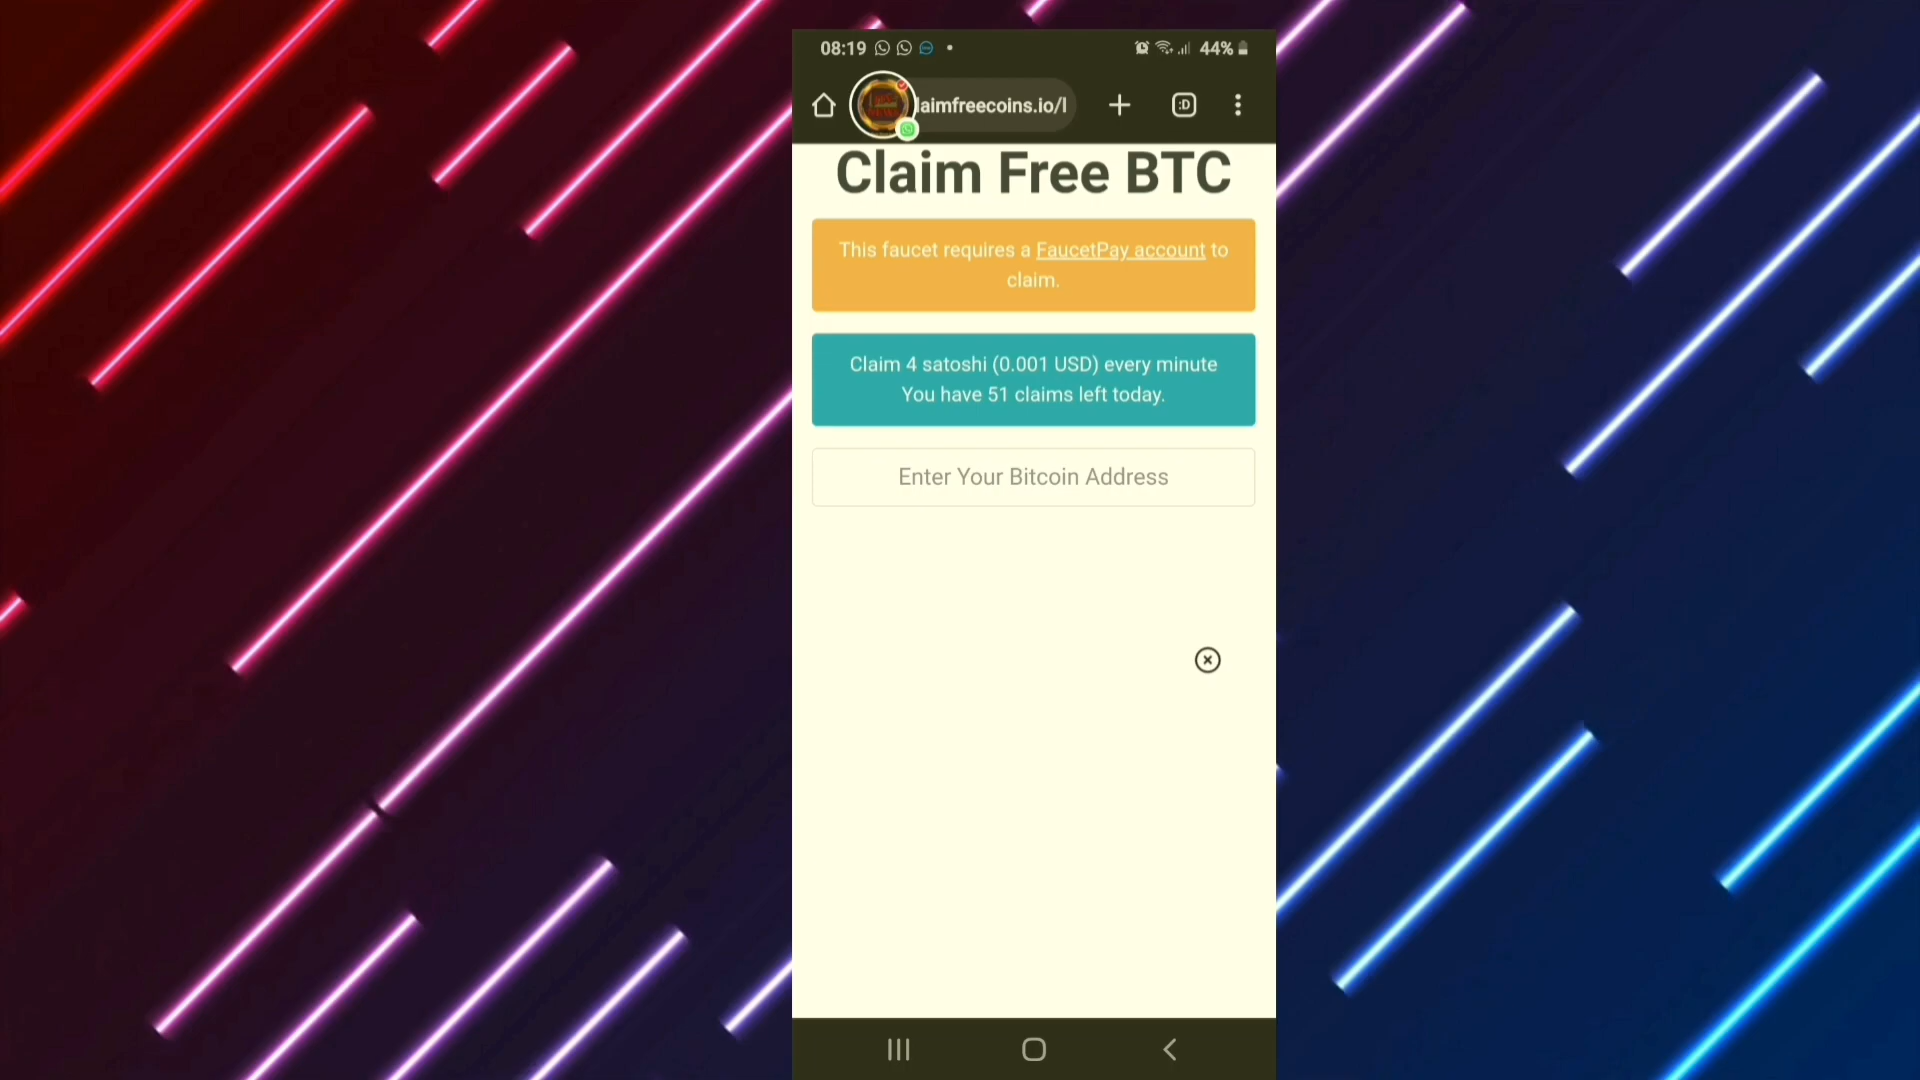 08:19
44%
:D
laimfreecoins.io/l
Claim Free BTC
This faucet requires a FaucetPay account to
claim.
Claim 4 satoshi (0.001 USD) every minute
You have 51 claims left today.
Enter Your Bitcoin Address